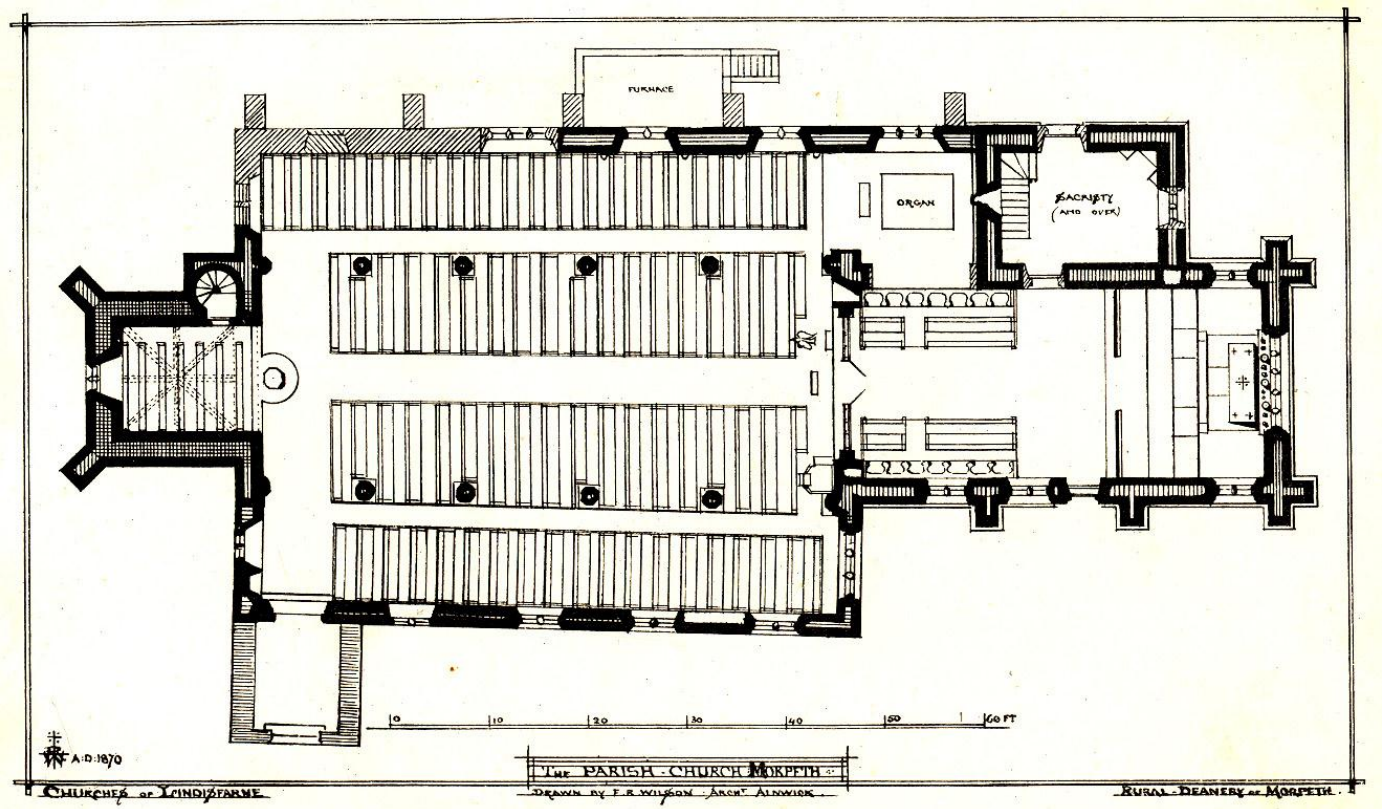 FURNACE
ORGAN
SACRISTY
(AND OVER)
0 10 20 30 40 50 60 FT
A:D:1870
THE PARISH · CHURCH MORPETH
DRAWN BY F. R. WILSON ARCHT ALNWICK.
CHURCHES OF LINDISFARNE
RURAL-DEANERY OF MORPETH.